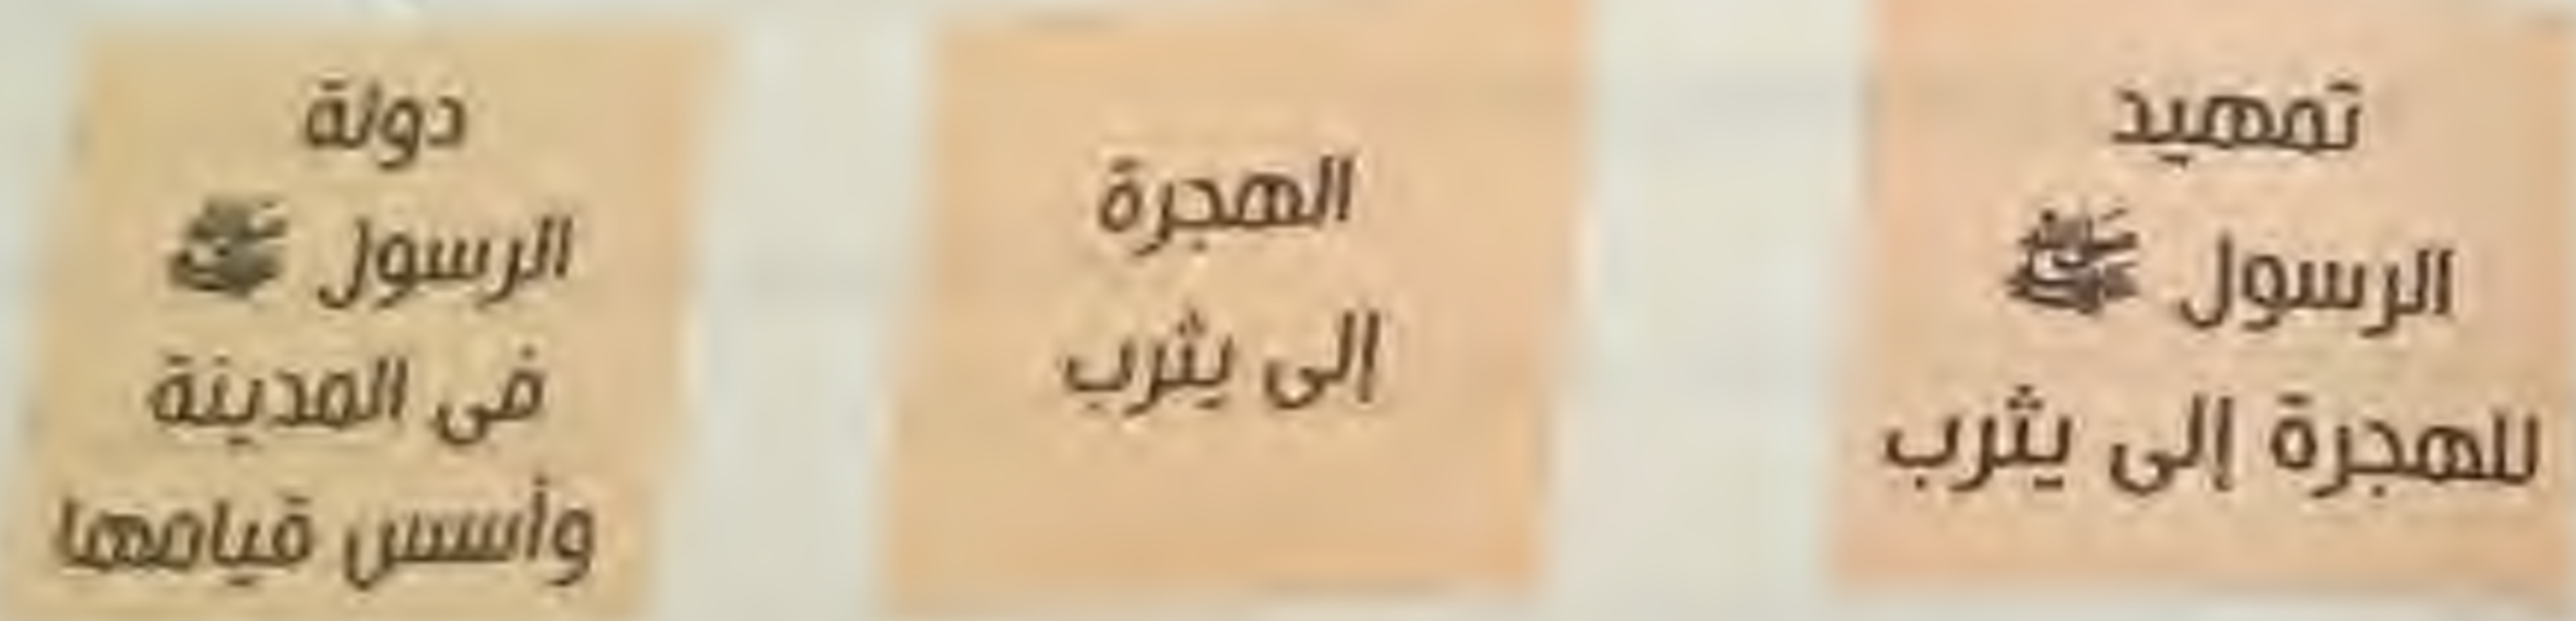 تمهيد
الرسول ﷺ
للهجرة إلى يثرب
الهجرة
إلى يثرب
دولة
الرسول ﷺ
فى المدينة
وأسس قيامها